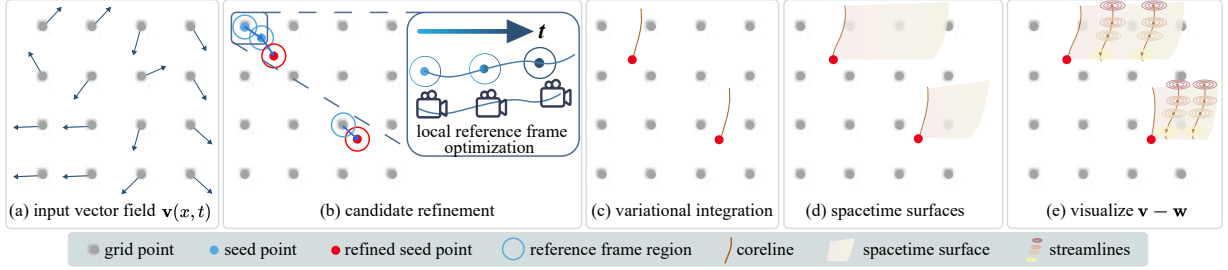 t
local reference frame
optimization
(a) input vector field v(x, t)
(b) candidate refinement
(c) variational integration
(d) spacetime surfaces
(e) visualize v − w
grid point
seed point
refined seed point
reference frame region
coreline
spacetime surface
streamlines